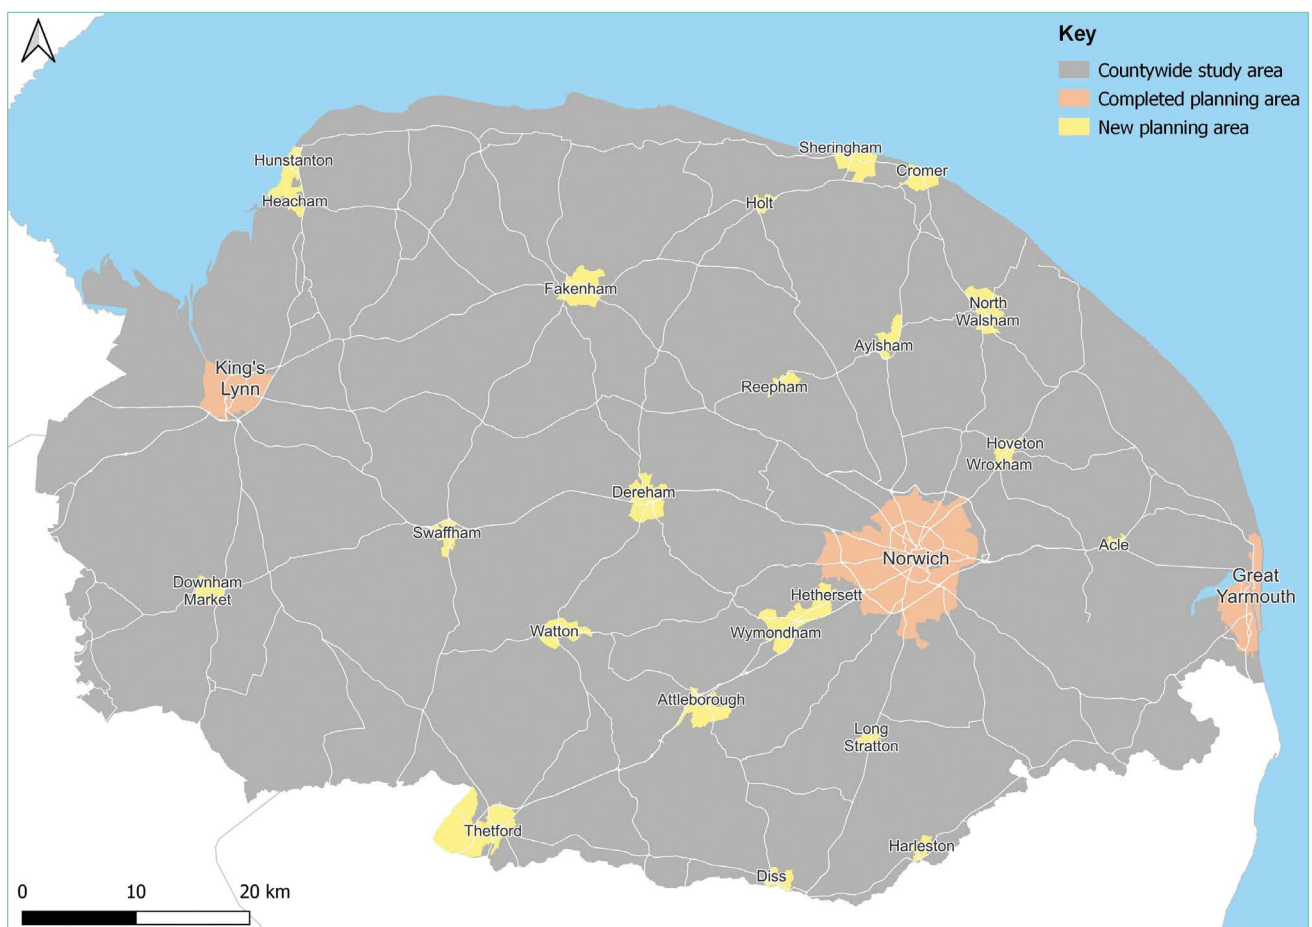 Key
Countywide study area
Completed planning area
New planning area
Sheringham
Hunstanton
Cromer
Heacham
Holt
Fakenham
North
Walsham
Aylsham
King's
Lynn
Reepham
Hoveton
Wroxham
Dereham
Swaffham
Acle
Norwich
Downham
Market
Great
Yarmouth
Hethersett
Watton
Wymondham
Attleborough
Long
Stratton
Thetford
Harleston
Diss
0 10 20 km